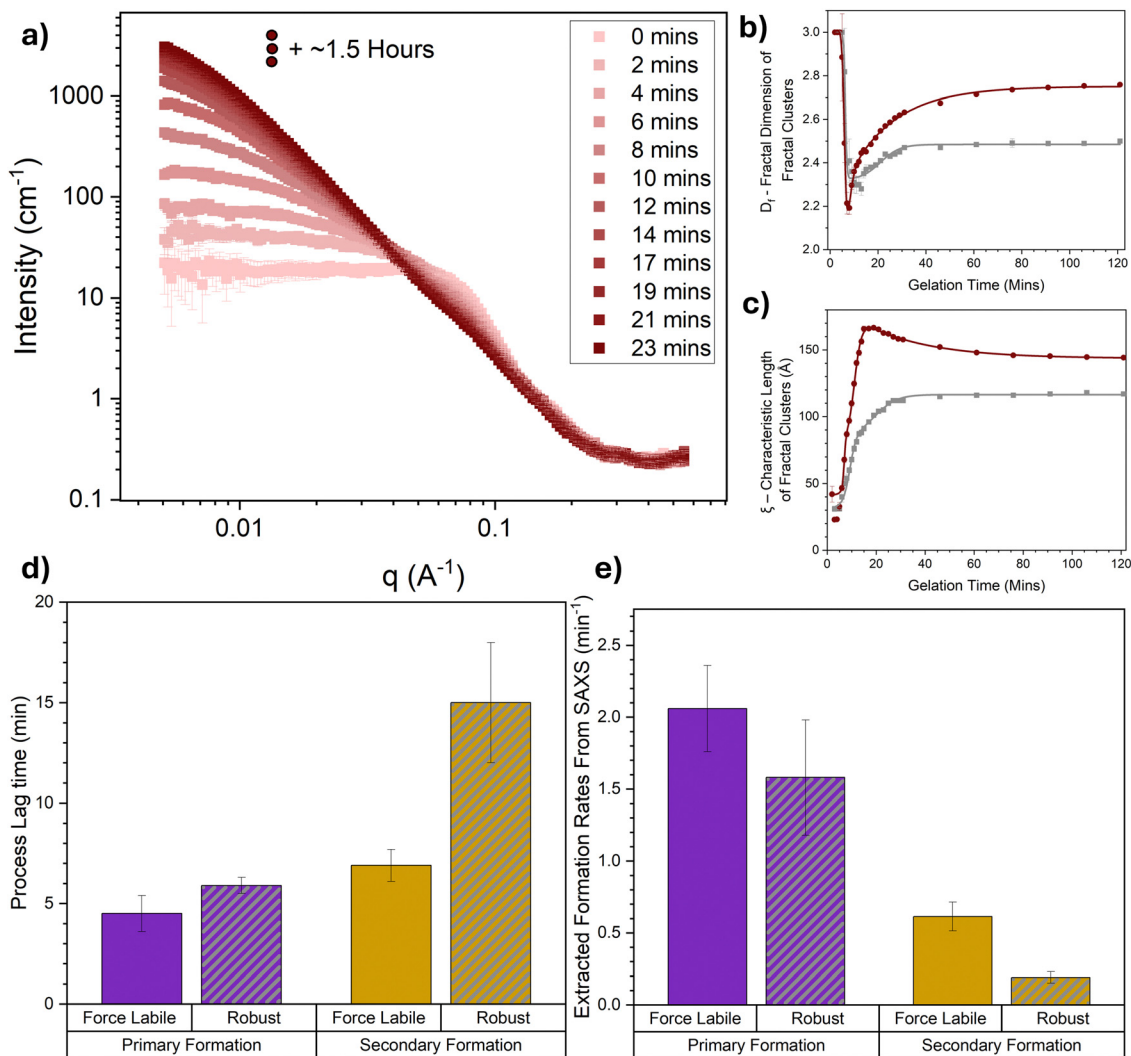 a)
+ ~1.5 Hours
0 mins
2 mins
4 mins
6 mins
8 mins
10 mins
12 mins
14 mins
17 mins
19 mins
21 mins
23 mins
Intensity (cm⁻¹)
1000
100
10
1
0.1
0.01
0.1
q (A⁻¹)
b)
Df - Fractal Dimension of
Fractal Clusters
3.0
2.8
2.6
2.4
2.2
2.0
0
20
40
60
80
100
120
Gelation Time (Mins)
c)
ξ – Characteristic Length
of Fractal Clusters (Å)
150
100
50
0
0
20
40
60
80
100
120
Gelation Time (Mins)
d)
Process Lag time (min)
20
15
10
5
0
Force Labile
Robust
Force Labile
Robust
Primary Formation
Secondary Formation
e)
Extracted Formation Rates From SAXS (min⁻¹)
2.5
2.0
1.5
1.0
0.5
0.0
Force Labile
Robust
Force Labile
Robust
Primary Formation
Secondary Formation